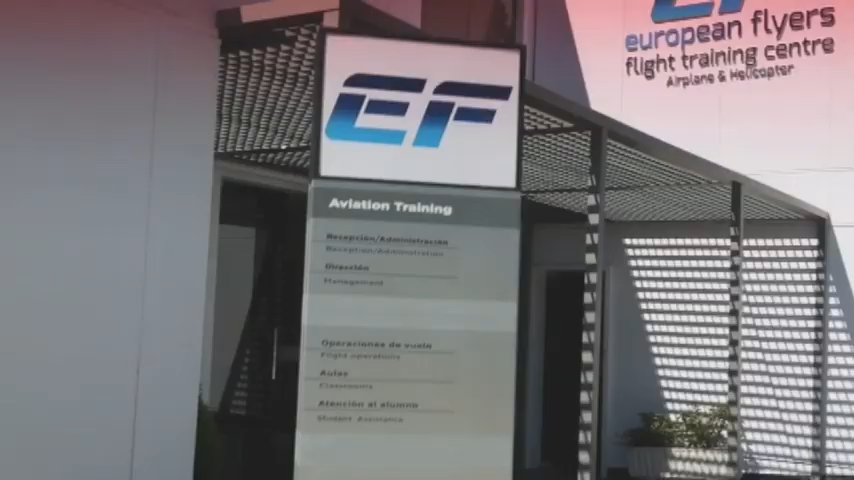 EF
european flyers
flight training centre
Airplane & Helicopter
EF
Aviation Training
Recepción/Administración
Reception/Administration
Dirección
Management
Operaciones de vuelo
Flight operations
Aulas
Classrooms
Atención al alumno
Student Assistance